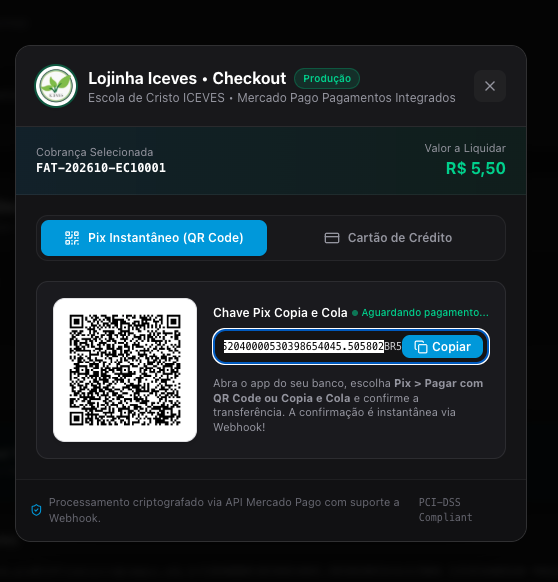 Lojinha Iceves • Checkout
Produção
Escola de Cristo ICEVES • Mercado Pago Pagamentos Integrados
Cobrança Selecionada
FAT-202610-EC10001
Valor a Liquidar
R$ 5,50
Pix Instantâneo (QR Code)
Cartão de Crédito
Chave Pix Copia e Cola
Aguardando pagamento...
52040000530398654045.505802BR5
Copiar
Abra o app do seu banco, escolha Pix > Pagar com
QR Code ou Copia e Cola e confirme a
transferência. A confirmação é instantânea via
Webhook!
Processamento criptografado via API Mercado Pago com suporte a
Webhook.
PCI-DSS
Compliant